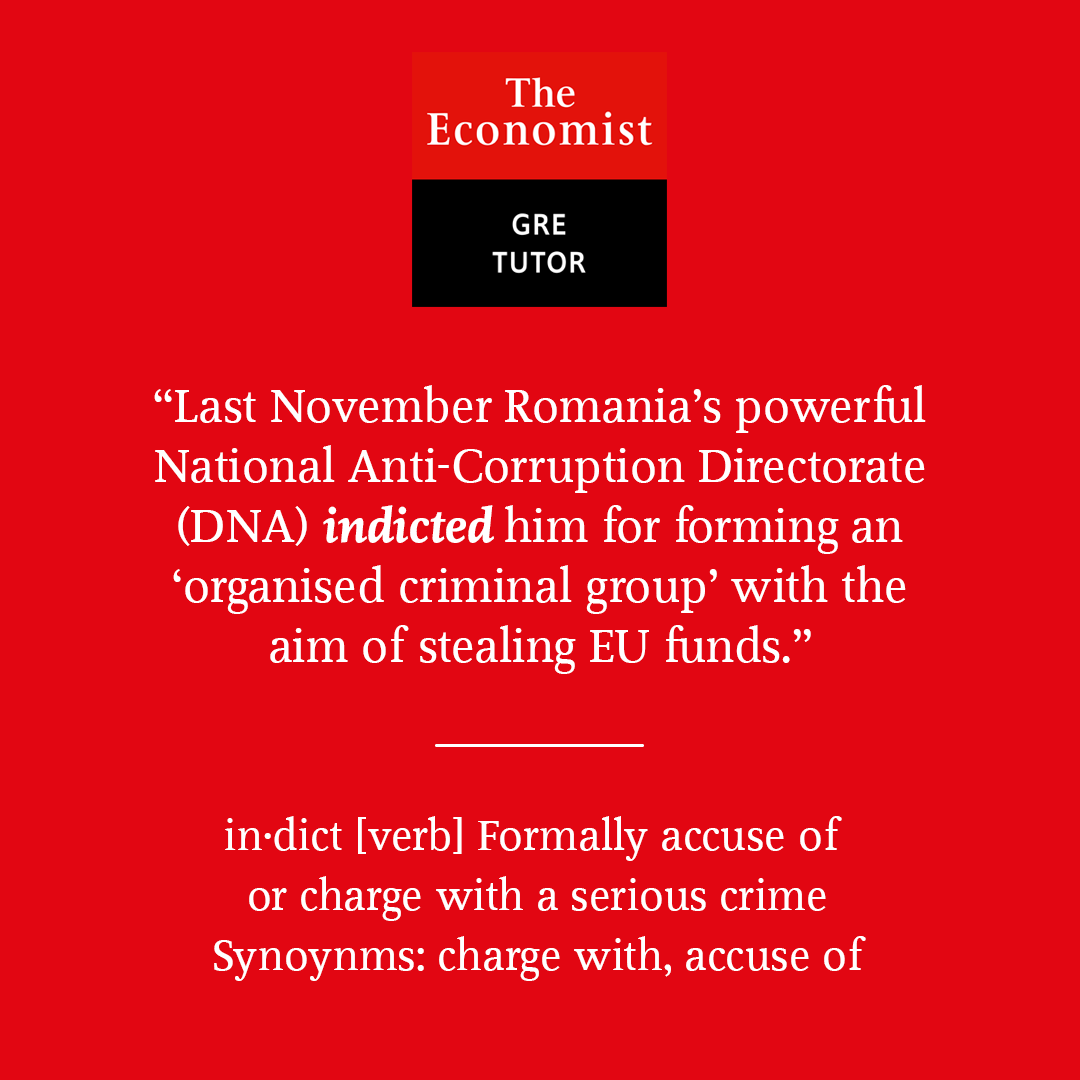 The
Economist
GRE
TUTOR
“Last November Romania’s powerful
National Anti-Corruption Directorate
(DNA) indicted him for forming an
‘organised criminal group’ with the
aim of stealing EU funds.”
in·dict [verb] Formally accuse of
or charge with a serious crime
Synoynms: charge with, accuse of